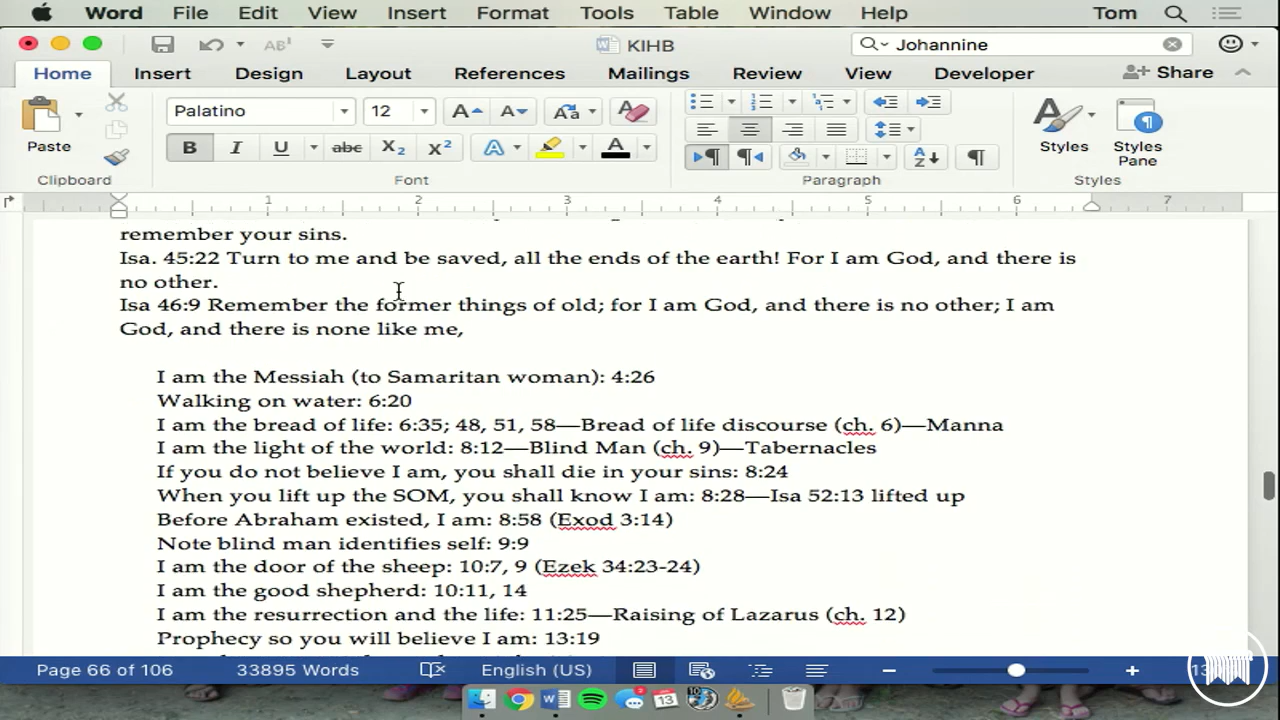 Word File Edit View Insert Format Tools Table Window Help Tom
KIHB Johannine
Home Insert Design Layout References Mailings Review View Developer Share
Palatino 12
Paste B I U abc X2 X2 A A Styles Styles Pane
Clipboard Font Paragraph Styles
1 2 3 4 5 6 7
remember your sins.
Isa. 45:22 Turn to me and be saved, all the ends of the earth! For I am God, and there is
no other.
Isa 46:9 Remember the former things of old; for I am God, and there is no other; I am
God, and there is none like me,
I am the Messiah (to Samaritan woman): 4:26
Walking on water: 6:20
I am the bread of life: 6:35; 48, 51, 58—Bread of life discourse (ch. 6)—Manna
I am the light of the world: 8:12—Blind Man (ch. 9)—Tabernacles
If you do not believe I am, you shall die in your sins: 8:24
When you lift up the SOM, you shall know I am: 8:28—Isa 52:13 lifted up
Before Abraham existed, I am: 8:58 (Exod 3:14)
Note blind man identifies self: 9:9
I am the door of the sheep: 10:7, 9 (Ezek 34:23-24)
I am the good shepherd: 10:11, 14
I am the resurrection and the life: 11:25—Raising of Lazarus (ch. 12)
Prophecy so you will believe I am: 13:19
Page 66 of 106 33895 Words English (US)